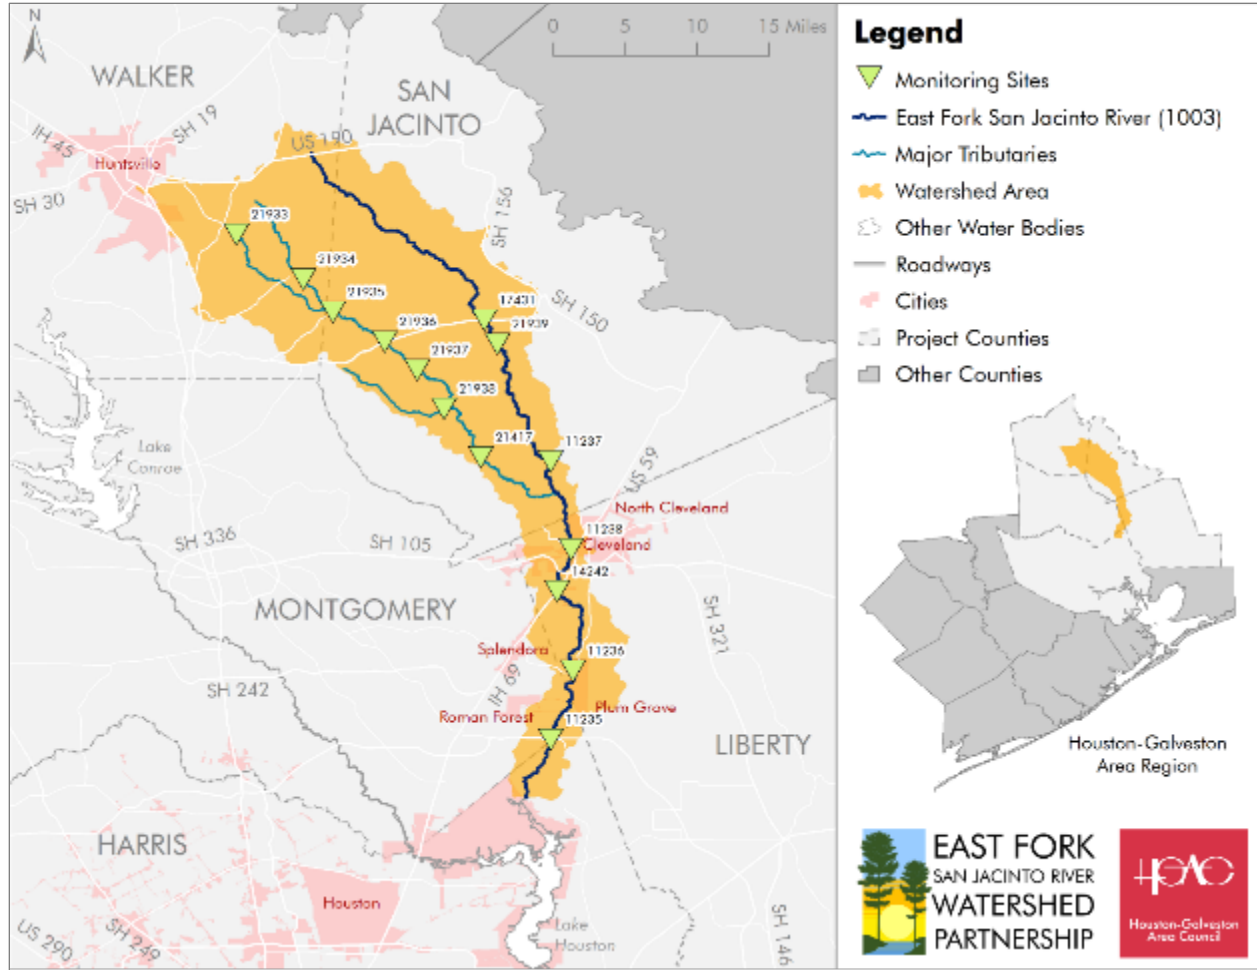 N
0 5 10 15 Miles
WALKER
SAN
JACINTO
SH 19
IH 45
US 190
Huntsville
SH 30
SH 156
21933
21934
21935
17431
SH 150
21936
21939
21937
21938
21417
11237
Lake
Conroe
US 59
North Cleveland
11238
Cleveland
SH 336
SH 105
14242
MONTGOMERY
SH 321
Splendora
11236
IH 69
SH 242
Plum Grove
Roman Forest
11235
LIBERTY
HARRIS
Houston
Lake
Houston
US 290
SH 249
SH 146
Legend
Monitoring Sites
East Fork San Jacinto River (1003)
Major Tributaries
Watershed Area
Other Water Bodies
Roadways
Cities
Project Counties
Other Counties
Houston-Galveston
Area Region
EAST FORK
SAN JACINTO RIVER
WATERSHED
PARTNERSHIP
Houston-Galveston
Area Council